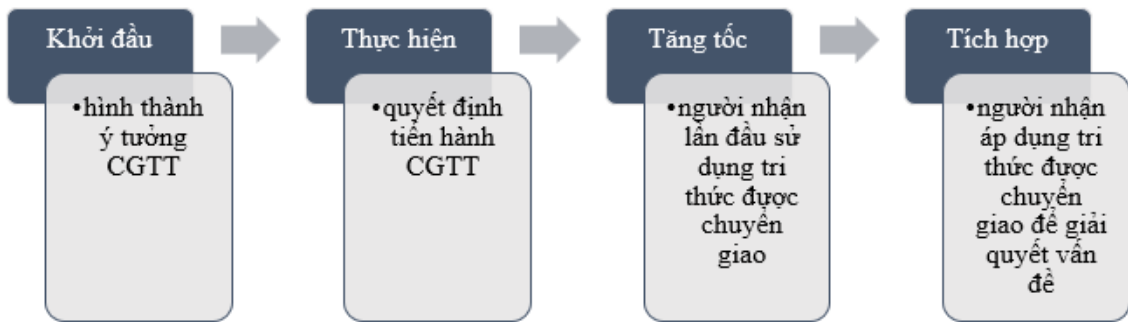 Khởi đầu
•hình thành
ý tưởng
CGTT
Thực hiện
•quyết định
tiến hành
CGTT
Tăng tốc
•người nhận
lần đầu sử
dụng tri
thức được
chuyển
giao
Tích hợp
•người nhận
áp dụng tri
thức được
chuyển
giao để giải
quyết vấn
đề